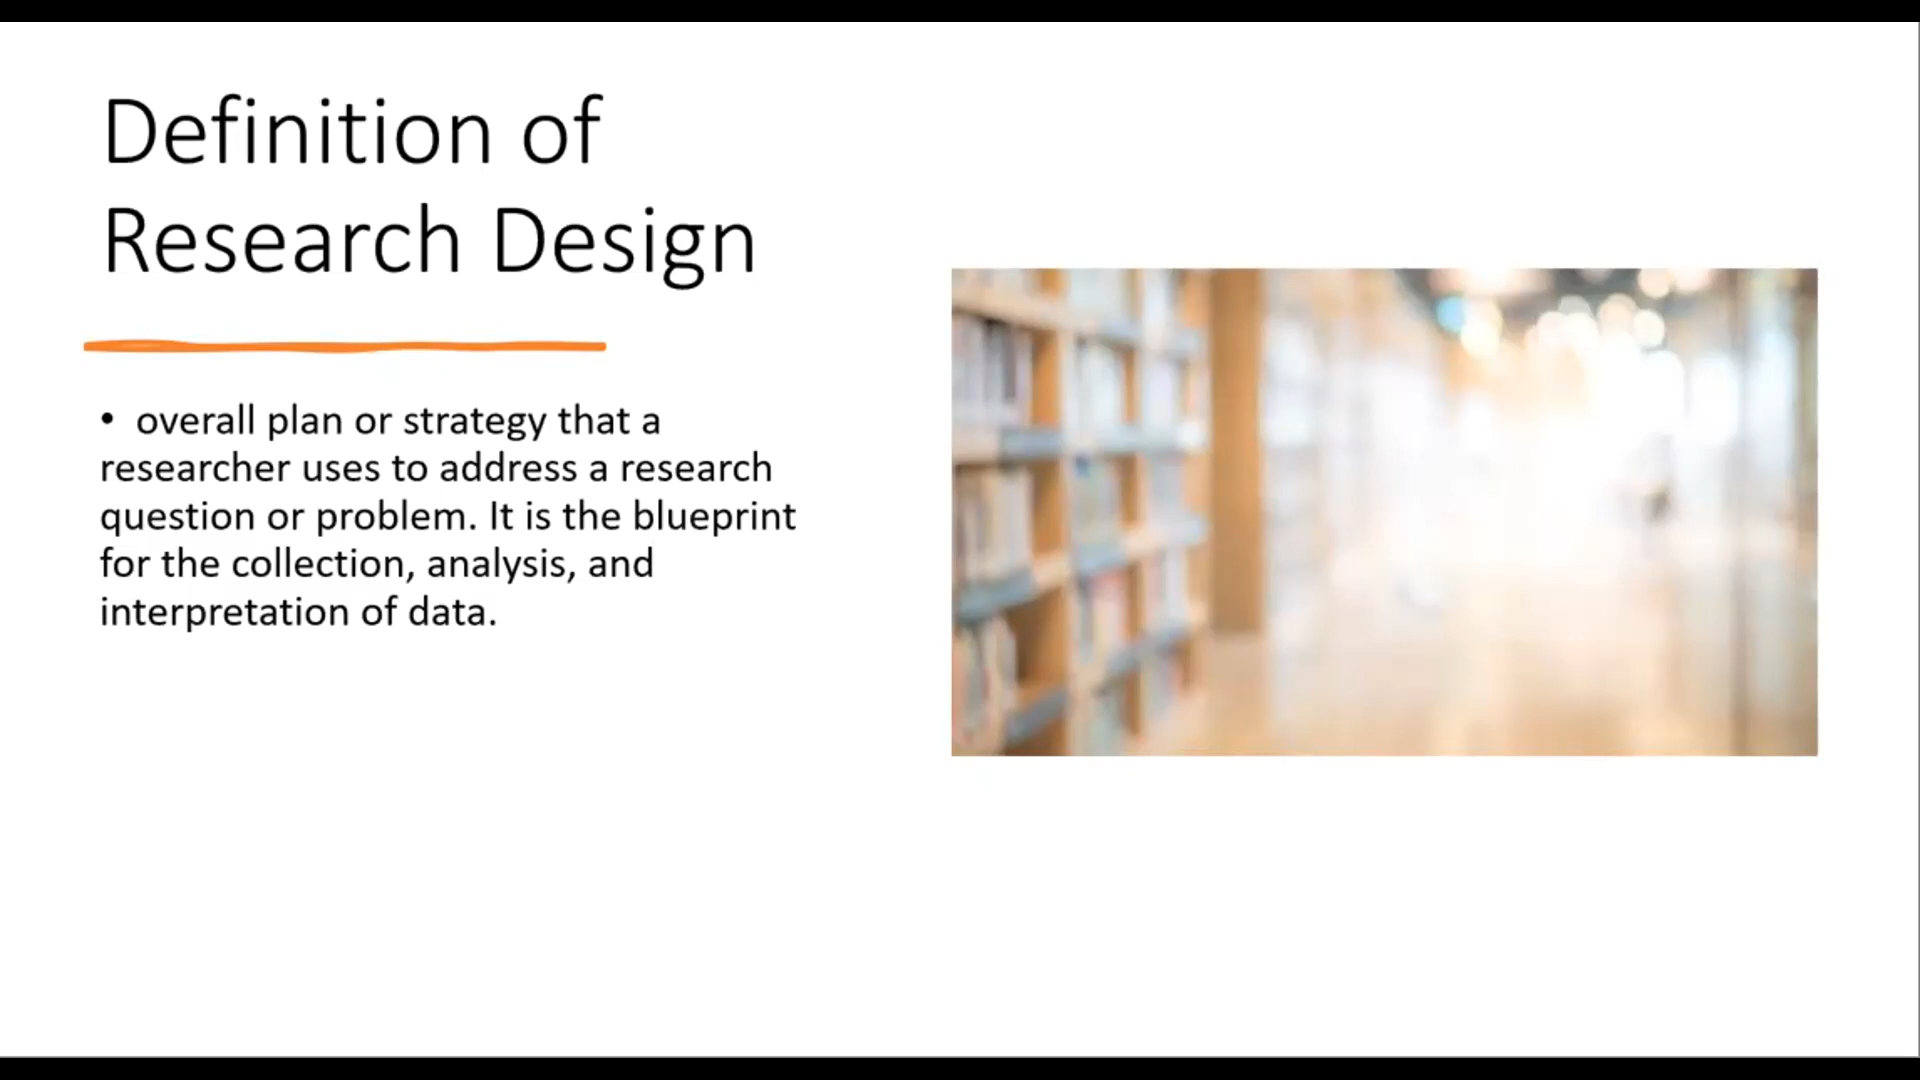 Definition of
Research Design
• overall plan or strategy that a
researcher uses to address a research
question or problem. It is the blueprint
for the collection, analysis, and
interpretation of data.